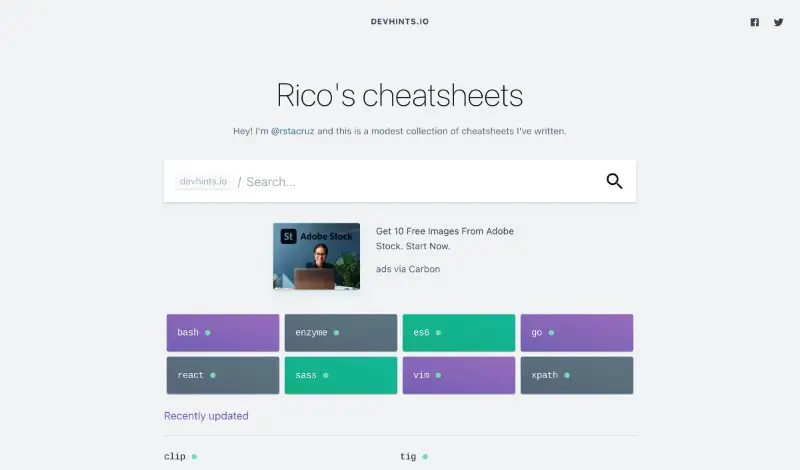 DEVHINTS.IO
Rico's cheatsheets
Hey! I'm @rstacruz and this is a modest collection of cheatsheets I've written.
devhints.io / Search...
St Adobe Stock
Get 10 Free Images From Adobe
Stock. Start Now.
ads via Carbon
bash enzyme es6 go
react sass vim xpath
Recently updated
clip tig